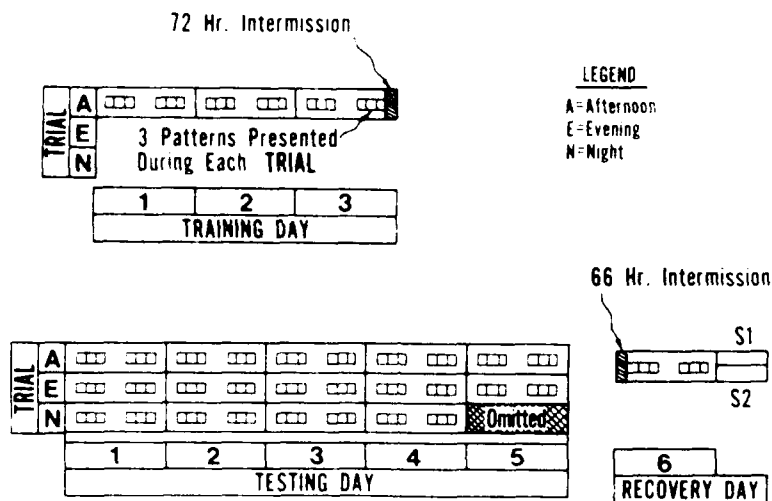 72 Hr. Intermission
LEGEND
A=Afternoon
E=Evening
N=Night
TRIAL
A
E
N
3 Patterns Presented
During Each TRIAL
1 2 3
TRAINING DAY
66 Hr. Intermission
TRIAL
A
E
N
Omitted
S1
S2
1 2 3 4 5
TESTING DAY
6
RECOVERY DAY